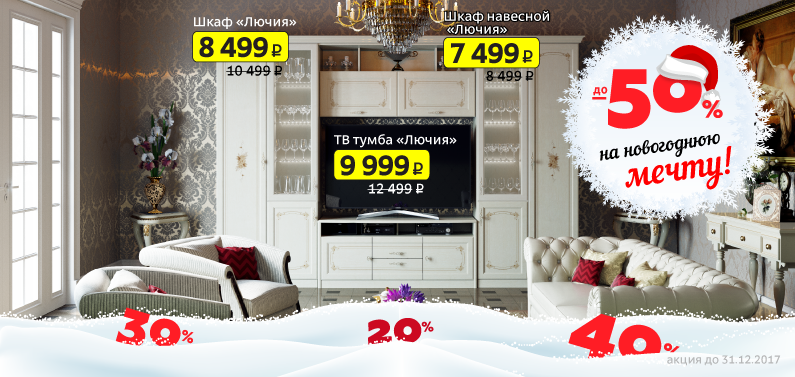 Шкаф «Лючия»
8 499 ₽
10 499 ₽
Шкаф навесной
«Лючия»
7 499 ₽
8 499 ₽
ТВ тумба «Лючия»
9 999 ₽
12 499 ₽
до 50%
на новогоднюю
мечту!
30%
20%
40%
акция до 31.12.2017